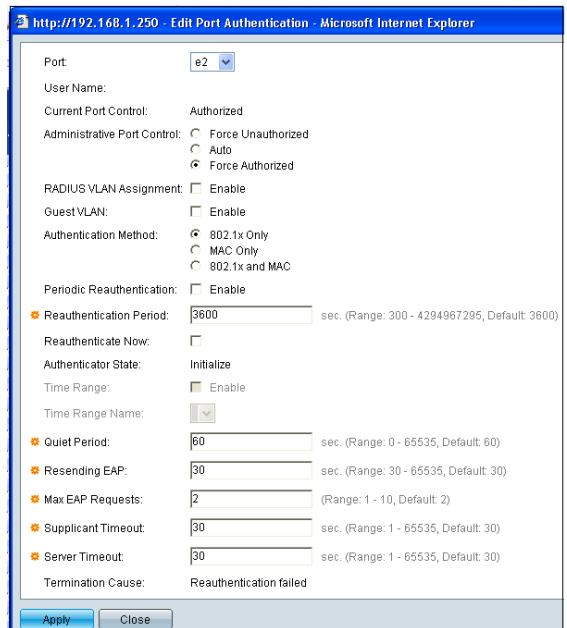 http://192.168.1.250 - Edit Port Authentication - Microsoft Internet Explorer
Port: e2
User Name:
Current Port Control: Authorized
Administrative Port Control: Force Unauthorized
Auto
Force Authorized
RADIUS VLAN Assignment: Enable
Guest VLAN: Enable
Authentication Method: 802.1x Only
MAC Only
802.1x and MAC
Periodic Reauthentication: Enable
Reauthentication Period: 3600 sec. (Range: 300 - 4294967295, Default: 3600)
Reauthenticate Now:
Authenticator State: Initialize
Time Range: Enable
Time Range Name:
Quiet Period: 60 sec. (Range: 0 - 65535, Default: 60)
Resending EAP: 30 sec. (Range: 30 - 65535, Default: 30)
Max EAP Requests: 2 (Range: 1 - 10, Default: 2)
Supplicant Timeout: 30 sec. (Range: 1 - 65535, Default: 30)
Server Timeout: 30 sec. (Range: 1 - 65535, Default: 30)
Termination Cause: Reauthentication failed
Apply Close